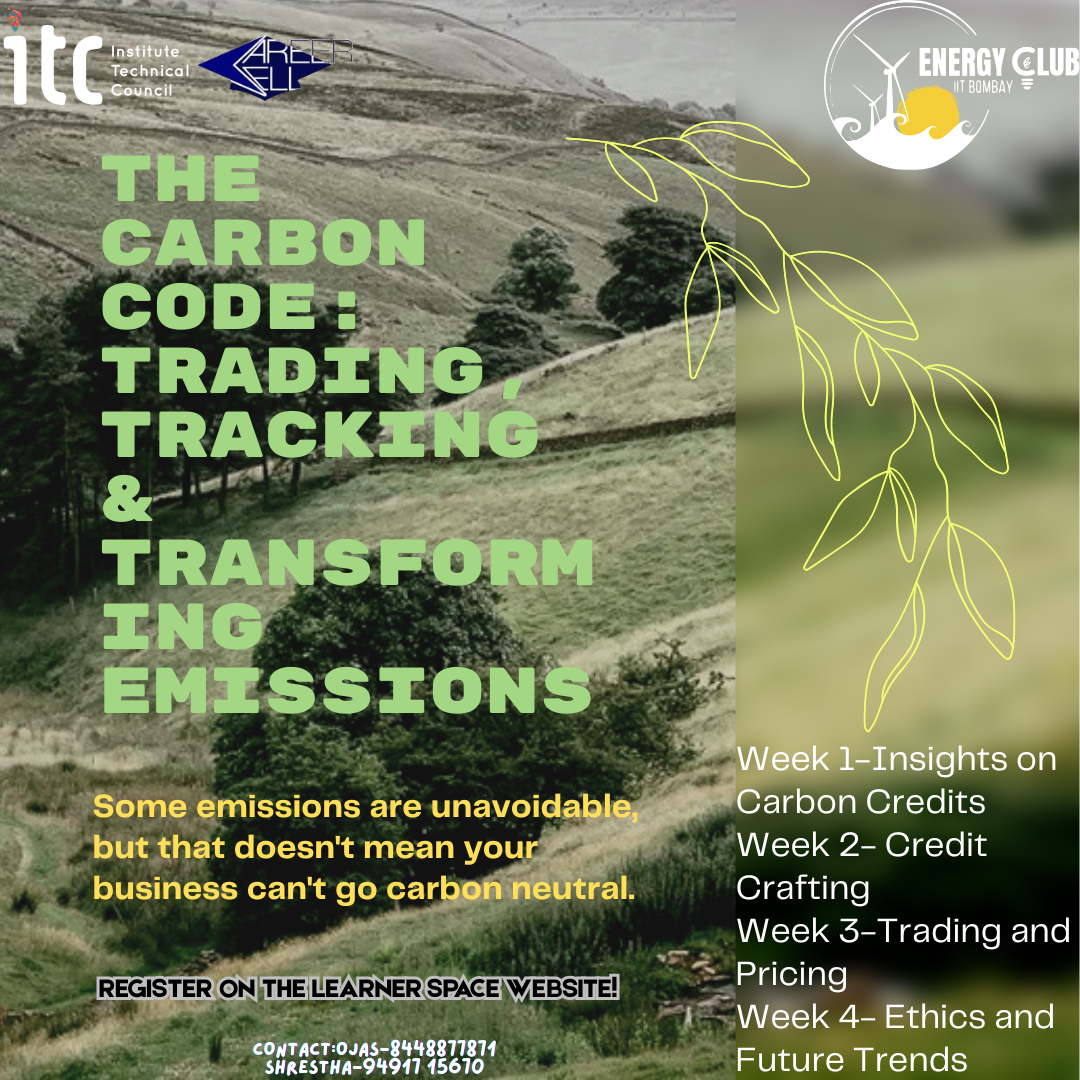 itc
Institute
Technical
Council
CAREER
CELL
ENERGY CLUB
IIT BOMBAY
THE
CARBON
CODE:
TRADING,
TRACKING
&
TRANSFORM
ING
EMISSIONS
Some emissions are unavoidable,
but that doesn't mean your
business can't go carbon neutral.
REGISTER ON THE LEARNER SPACE WEBSITE!
CONTACT:OJAS-8448877871
SHRESTHA-94917 15670
Week 1-Insights on
Carbon Credits
Week 2- Credit
Crafting
Week 3-Trading and
Pricing
Week 4- Ethics and
Future Trends